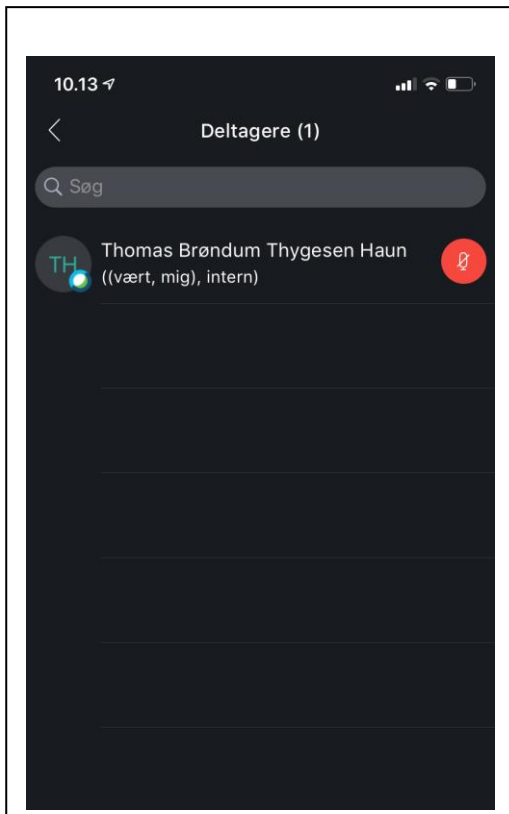 10.13
Deltagere (1)
Søg
Thomas Brøndum Thygesen Haun
TH
((vært, mig), intern)